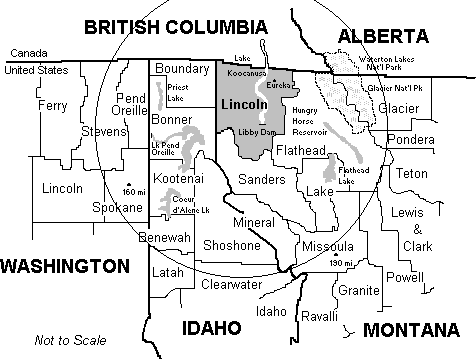 BRITISH COLUMBIA
ALBERTA
Canada
United States
Lake
Koocanusa
Waterton Lakes
Nat'l Park
Boundary
Eureka
Glacier Nat'l Pk
Ferry
Pend
Oreille
Priest
Lake
Lincoln
Hungry
Horse
Reservoir
Glacier
Stevens
Bonner
Libby Dam
Pondera
Lk Pend
Oreille
Flathead
Kootenai
Sanders
Flathead
Lake
Teton
Lincoln
160 mi
Lake
Spokane
Coeur
d'Alene Lk
Mineral
Lewis
&
Clark
Benewah
Shoshone
Missoula
190 mi
WASHINGTON
Latah
Clearwater
Powell
Granite
Idaho
Ravalli
Not to Scale
IDAHO
MONTANA